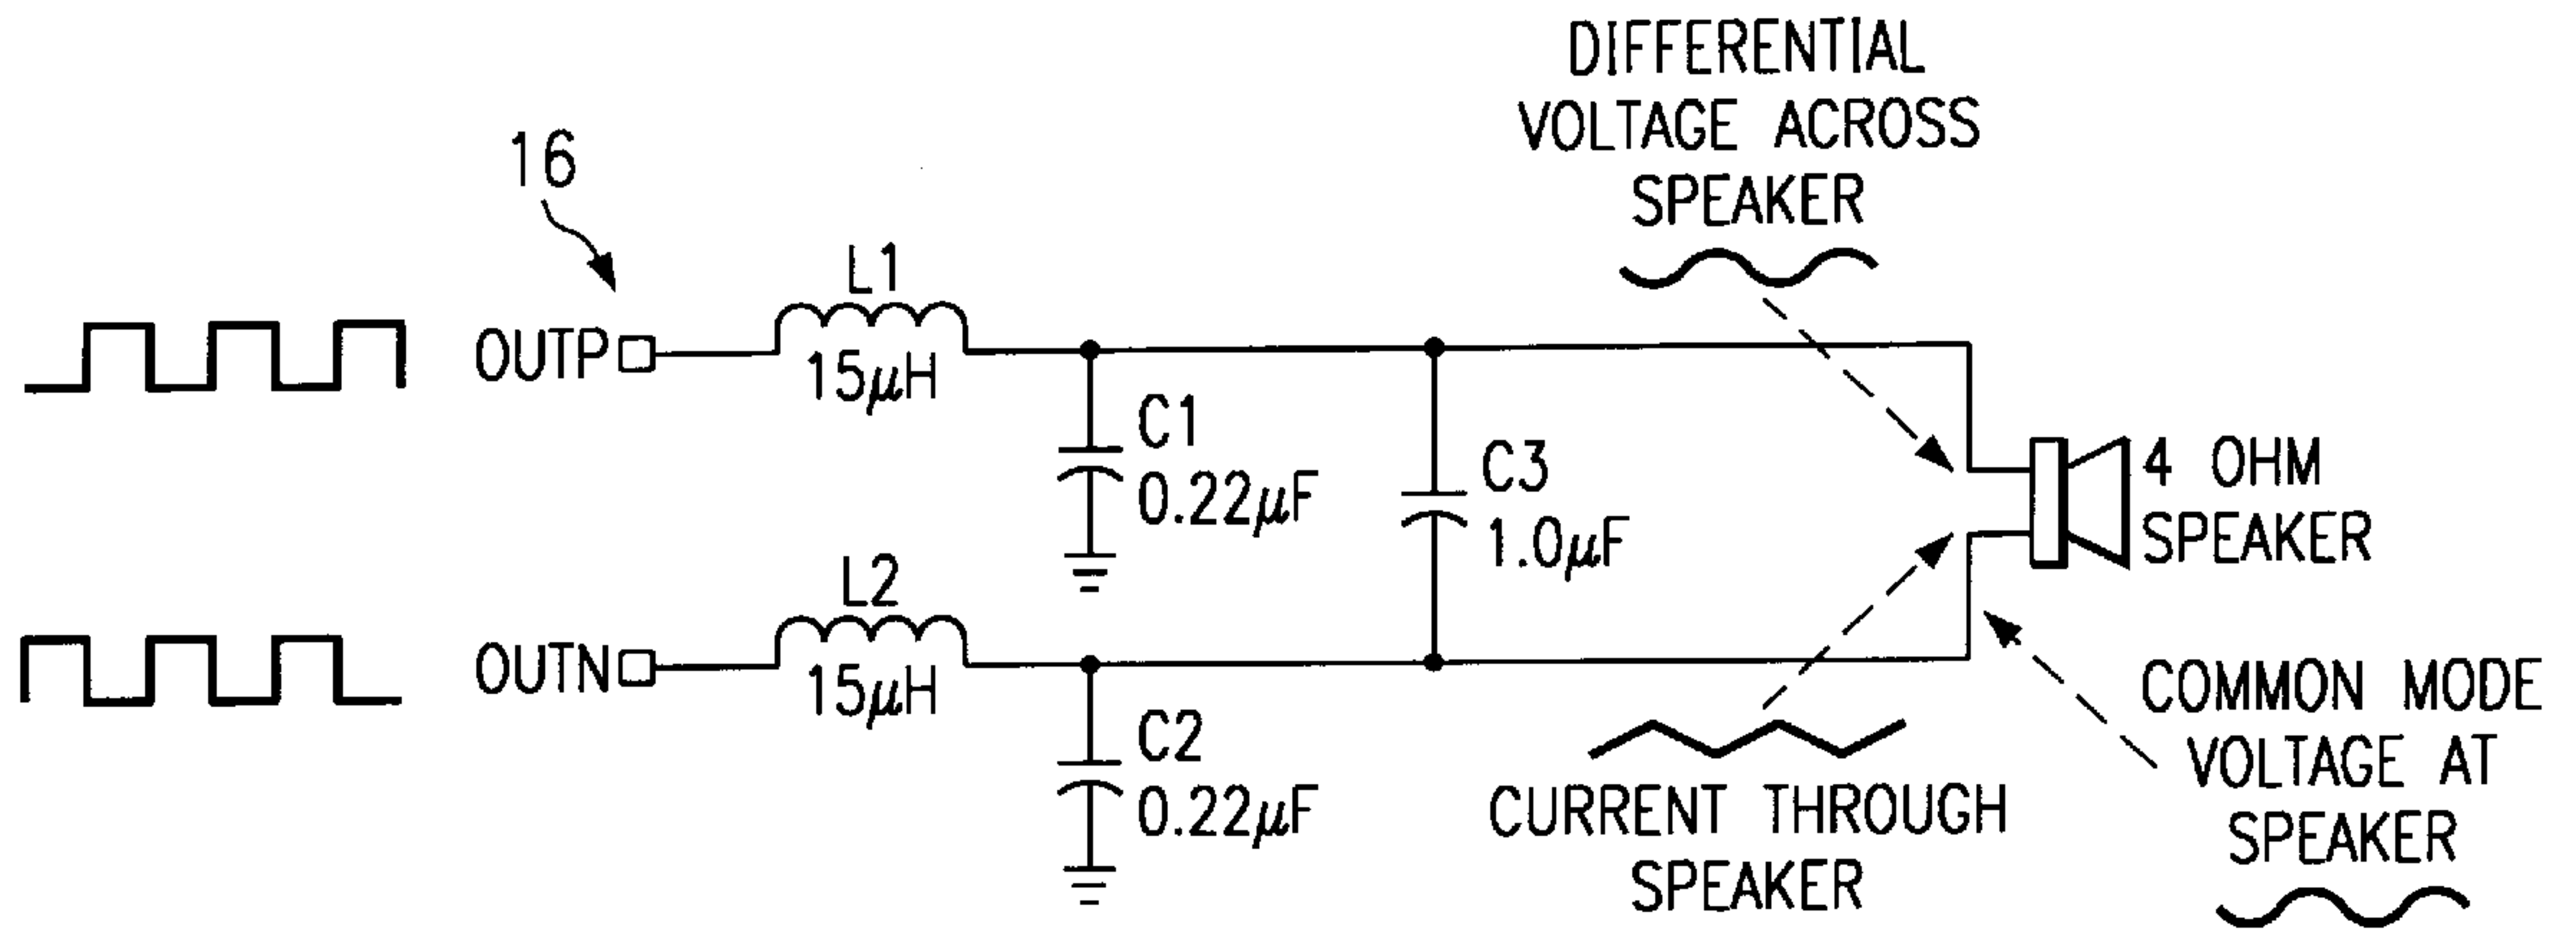 DIFFERENTIAL
VOLTAGE ACROSS
SPEAKER
16
L1
OUTP
15μH
C1
0.22μF
C3
1.0μF
4 OHM
SPEAKER
L2
OUTN
15μH
C2
0.22μF
CURRENT THROUGH
SPEAKER
COMMON MODE
VOLTAGE AT
SPEAKER